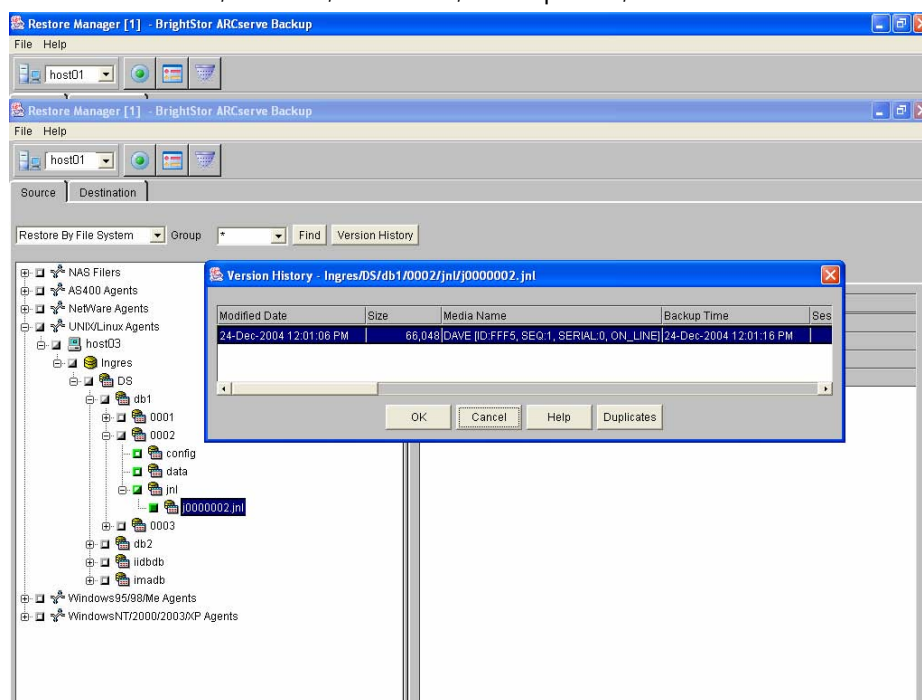 Restore Manager [1] - BrightStor ARCserve Backup
File Help
host01
Restore Manager [1] - BrightStor ARCserve Backup
File Help
host01
Source Destination
Restore By File System Group * Find Version History
NAS Filers
AS400 Agents
NetWare Agents
UNIX/Linux Agents
host03
Ingres
DS
db1
0001
0002
config
data
jnl
j0000002.jnl
0003
db2
iidbdb
imadb
Windows95/98/Me Agents
WindowsNT/2000/2003/XP Agents
Version History - Ingres/DS/db1/0002/jnl/j0000002.jnl
Modified Date Size Media Name Backup Time Ses
24-Dec-2004 12:01:06 PM 66,048 DAVE [ID:FFF5, SEQ:1, SERIAL:0, ON_LINE] 24-Dec-2004 12:01:16 PM
OK Cancel Help Duplicates